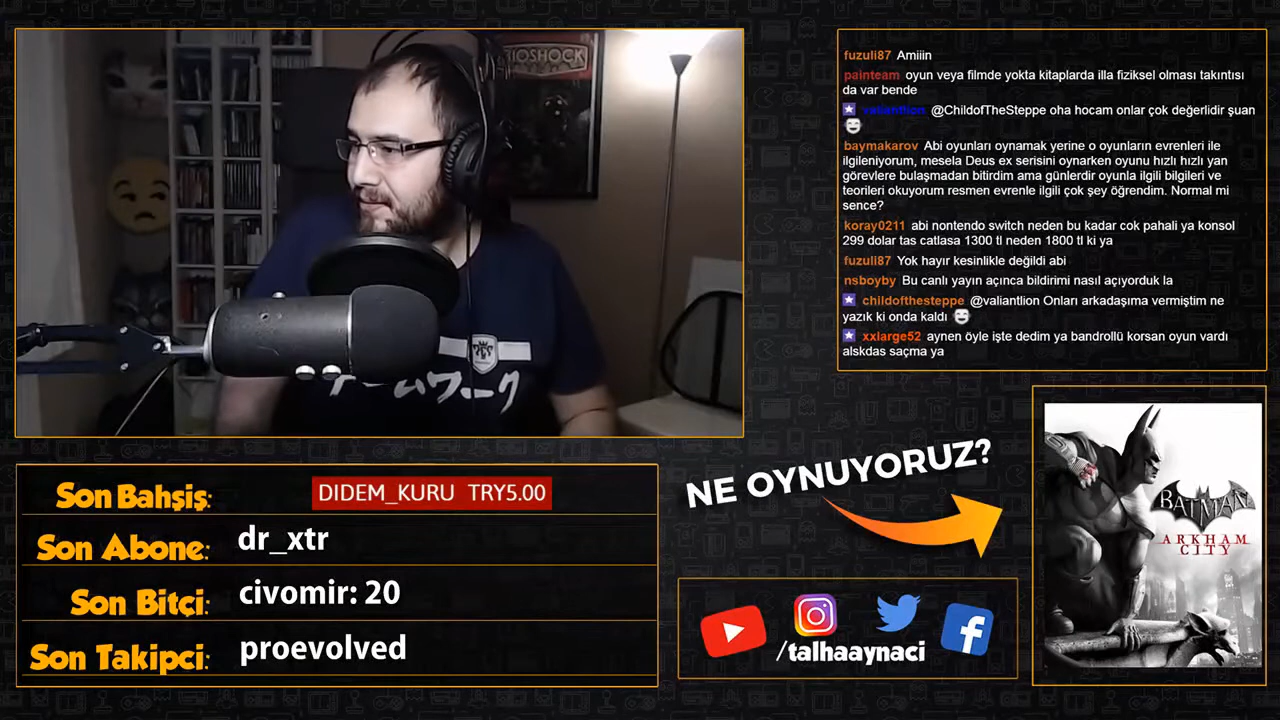 BIOSHOCK
ームワーク
fuzuli87 Amiiin
painteam oyun veya filmde yokta kitaplarda illa fiziksel olması takıntısı
da var bende
valiantlion @ChildofTheSteppe oha hocam onlar çok değerlidir şuan
baymakarov Abi oyunları oynamak yerine o oyunların evrenleri ile
ilgileniyorum, mesela Deus ex serisini oynarken oyunu hızlı hızlı yan
görevlere bulaşmadan bitirdim ama günlerdir oyunla ilgili bilgileri ve
teorileri okuyorum resmen evrenle ilgili çok şey öğrendim. Normal mi
sence?
koray0211 abi nontendo switch neden bu kadar cok pahali ya konsol
299 dolar tas catlasa 1300 tl neden 1800 tl ki ya
fuzuli87 Yok hayır kesinlikle değildi abi
nsboyby Bu canlı yayın açınca bildirimi nasıl açıyorduk la
childofthesteppe @valiantlion Onları arkadaşıma vermiştim ne
yazık ki onda kaldı
xxlarge52 aynen öyle işte dedim ya bandrollü korsan oyun vardı
alskdas saçma ya
Son Bahşiş: DIDEM_KURU TRY5.00
Son Abone: dr_xtr
Son Bitçi: civomir: 20
Son Takipci: proevolved
NE OYNUYORUZ?
/talhaaynaci
BATMAN
ARKHAM
CITY